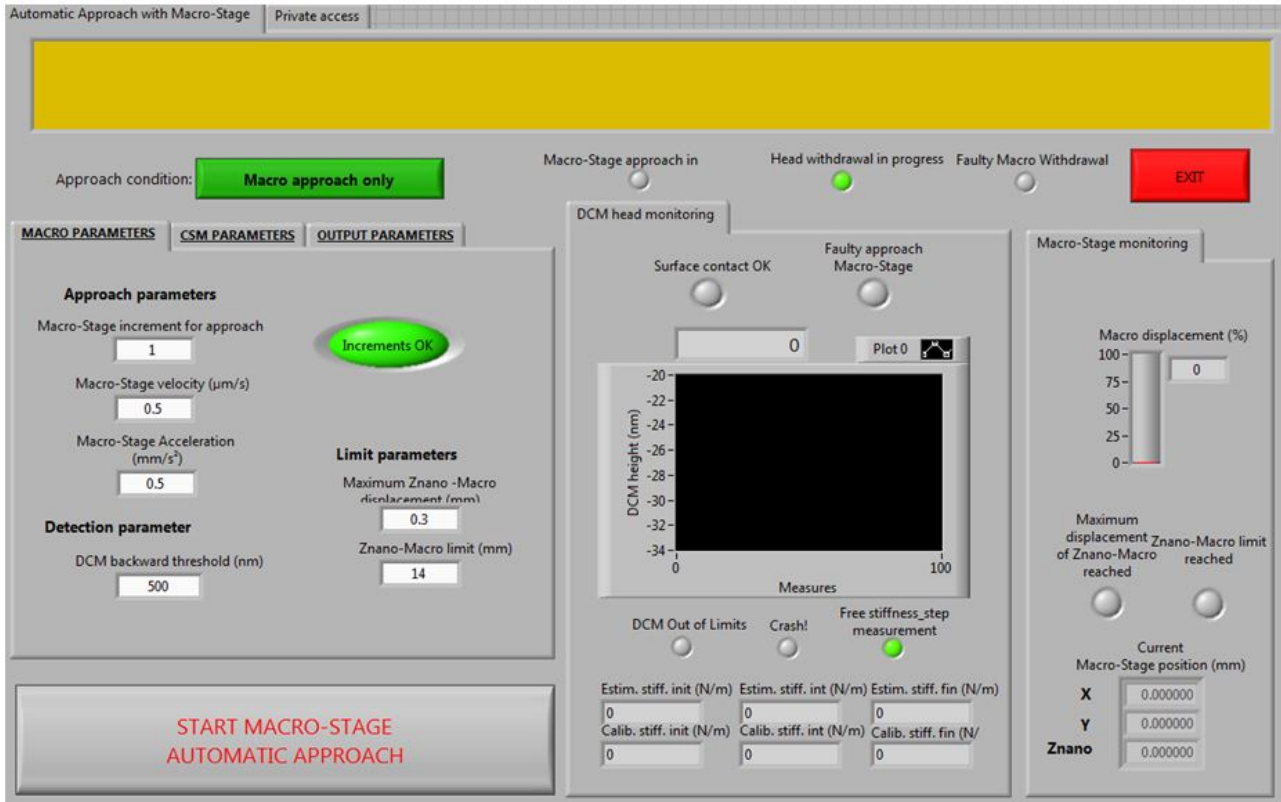 Automatic Approach with Macro-Stage
Private access
Approach condition:
Macro approach only
Macro-Stage approach in
Head withdrawal in progress
Faulty Macro Withdrawal
EXIT
MACRO PARAMETERS
CSM PARAMETERS
OUTPUT PARAMETERS
Approach parameters
Macro-Stage increment for approach
1
Increments OK
Macro-Stage velocity (µm/s)
0.5
Macro-Stage Acceleration
(mm/s²)
0.5
Limit parameters
Maximum Znano -Macro
displacement (mm)
0.3
Znano-Macro limit (mm)
14
Detection parameter
DCM backward threshold (nm)
500
START MACRO-STAGE
AUTOMATIC APPROACH
DCM head monitoring
Surface contact OK
Faulty approach
Macro-Stage
0
Plot 0
DCM height (nm)
-20
-22
-24
-26
-28
-30
-32
-34
0
100
Measures
DCM Out of Limits
Crash!
Free stiffness_step
measurement
Estim. stiff. init (N/m)
Estim. stiff. int (N/m)
Estim. stiff. fin (N/m)
0
0
0
Calib. stiff. init (N/m)
Calib. stiff. int (N/m)
Calib. stiff. fin (N/
0
0
0
Macro-Stage monitoring
Macro displacement (%)
100
75
50
25
0
0
Maximum
displacement
of Znano-Macro
reached
Znano-Macro limit
reached
Current
Macro-Stage position (mm)
X 0.000000
Y 0.000000
Znano 0.000000